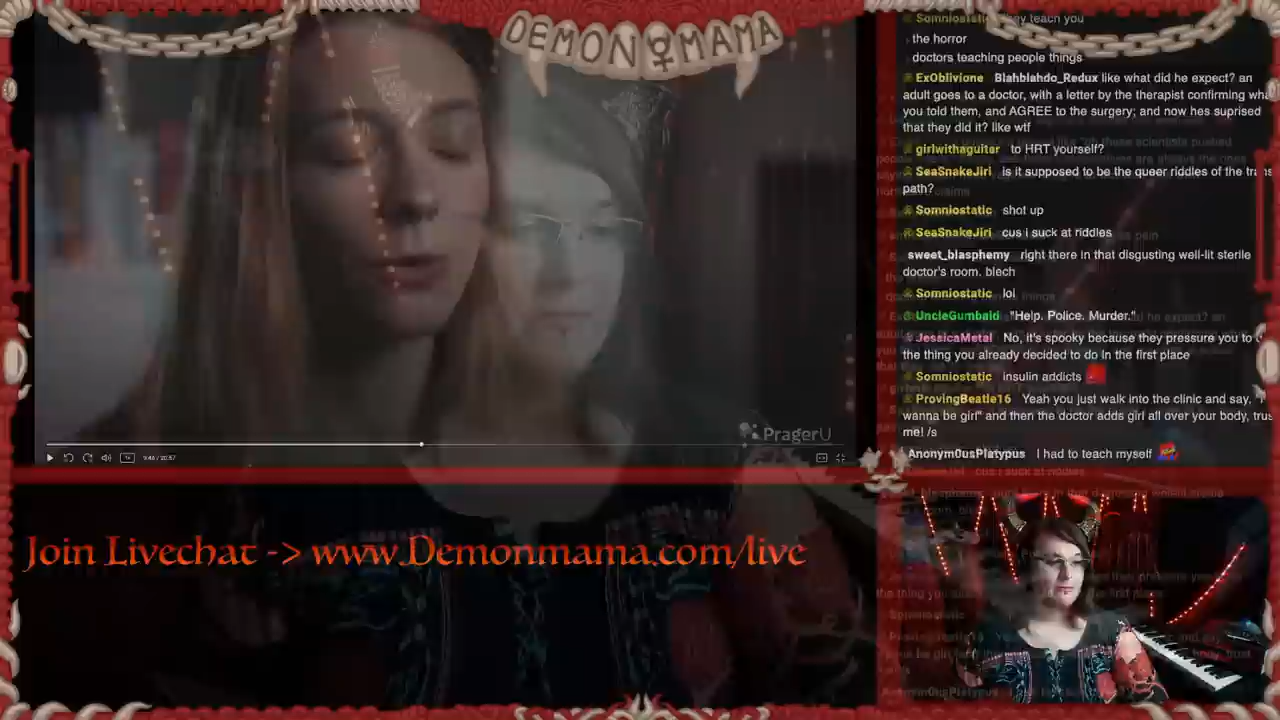 DEMON MAMA
Somniostatic they teach you
the horror
doctors teaching people things
ExOblivione Blahblahdo_Redux like what did he expect? an
adult goes to a doctor, with a letter by the therapist confirming
you told them, and AGREE to the surgery; and now hes suprised
that they did it? like wtf
girlwithaguitar to HRT yourself?
SeaSnakeJiri is it supposed to be the queer riddles of the
path?
Somniostatic shot up
SeaSnakeJiri cus i suck at riddles
sweet_blasphemy right there in that disgusting well-lit sterile
doctor's room. blech
Somniostatic lol
UncleGumbald "Help. Police. Murder."
JessicaMetal No, it's spooky because they pressure you to
the thing you already decided to do in the first place
Somniostatic insulin addicts
ProvingBeatle16 Yeah you just walk into the clinic and say,
wanna be girl" and then the doctor adds girl all over your body,
me! /s
Anonym0usPlatypus I had to teach myself
PragerU
Join Livechat -> www.Demonmama.com/live